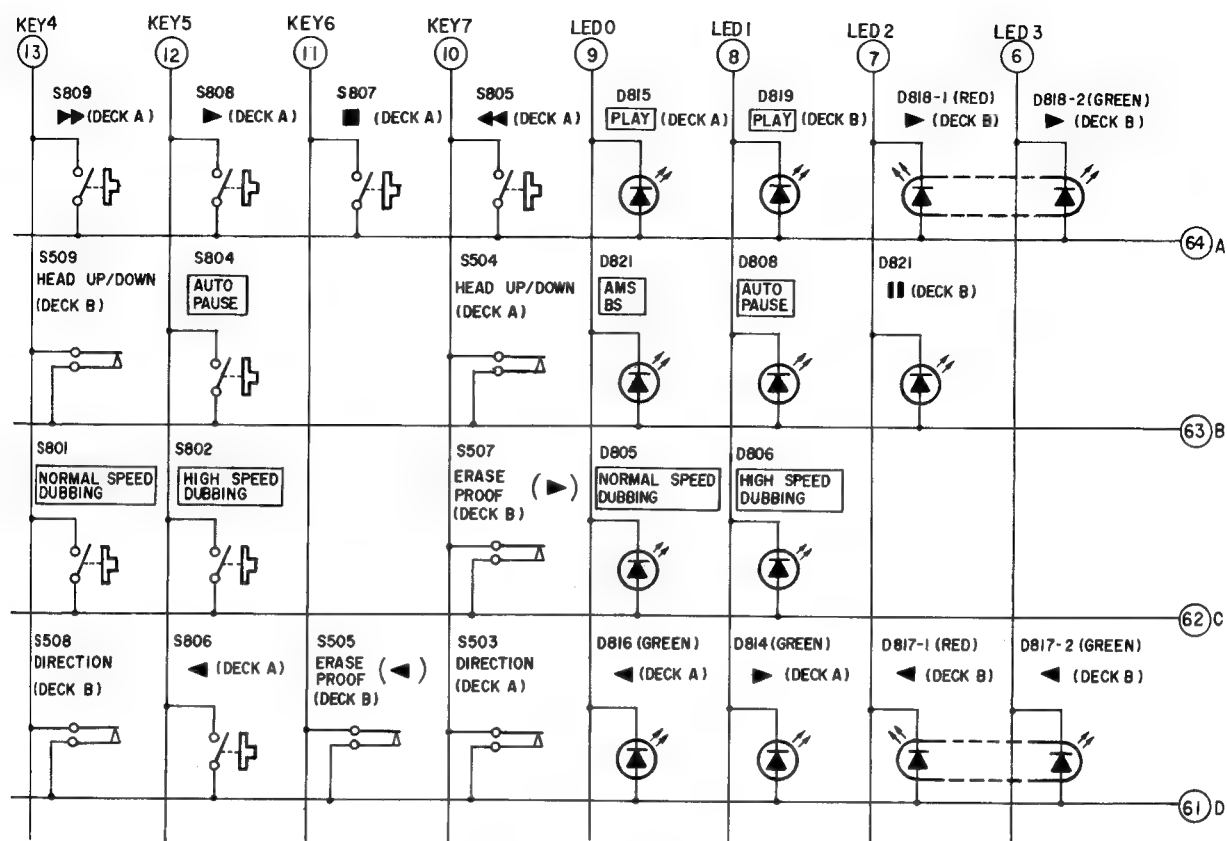 KEY4 KEY5 KEY6 KEY7 LED0 LED1 LED2 LED3
13 12 11 10 9 8 7 6
S809 S808 S807 S805 D815 D819 D818-1 (RED) D818-2 (GREEN)
▶▶ (DECK A) ▶ (DECK A) ■ (DECK A) ◀◀ (DECK A) PLAY (DECK A) PLAY (DECK B) ▶ (DECK B) ▶ (DECK B)
64 A
S509 S804 S504 D821 D808 D821
HEAD UP/DOWN
(DECK B)
AUTO
PAUSE
HEAD UP/DOWN
(DECK A)
AMS
BS
AUTO
PAUSE
❚❚ (DECK B)
63 B
S801 S802 S507 D805 D806
NORMAL SPEED
DUBBING
HIGH SPEED
DUBBING
ERASE
PROOF (▶)
(DECK B)
NORMAL SPEED
DUBBING
HIGH SPEED
DUBBING
62 C
S508 S806 S505 S503 D816 (GREEN) D814 (GREEN) D817-1 (RED) D817-2 (GREEN)
DIRECTION
(DECK B)
◀ (DECK A)
ERASE
PROOF (◀)
(DECK B)
DIRECTION
(DECK A)
◀ (DECK A)
▶ (DECK A)
◀ (DECK B)
◀ (DECK B)
61 D